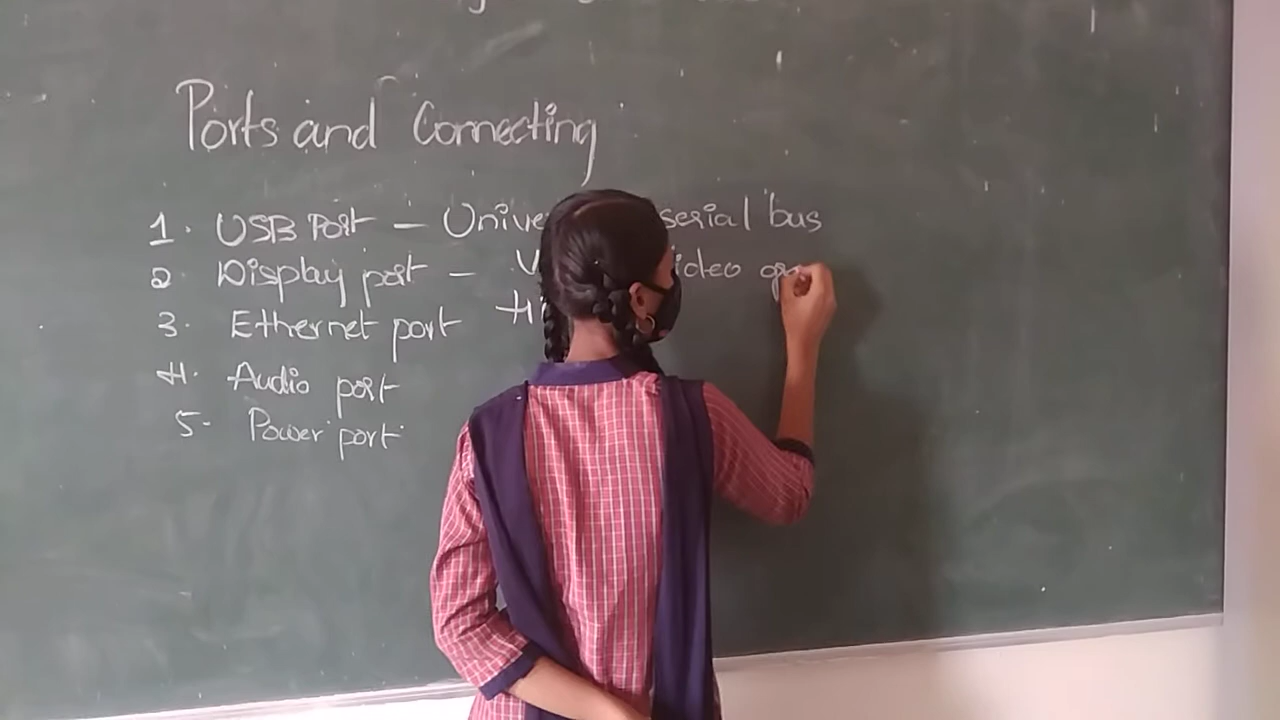 Ports and Connecting
1. USB Port - Unive serial bus
2 Display port - V ideo
3. Ethernet port H
4. Audio port
5- Power port